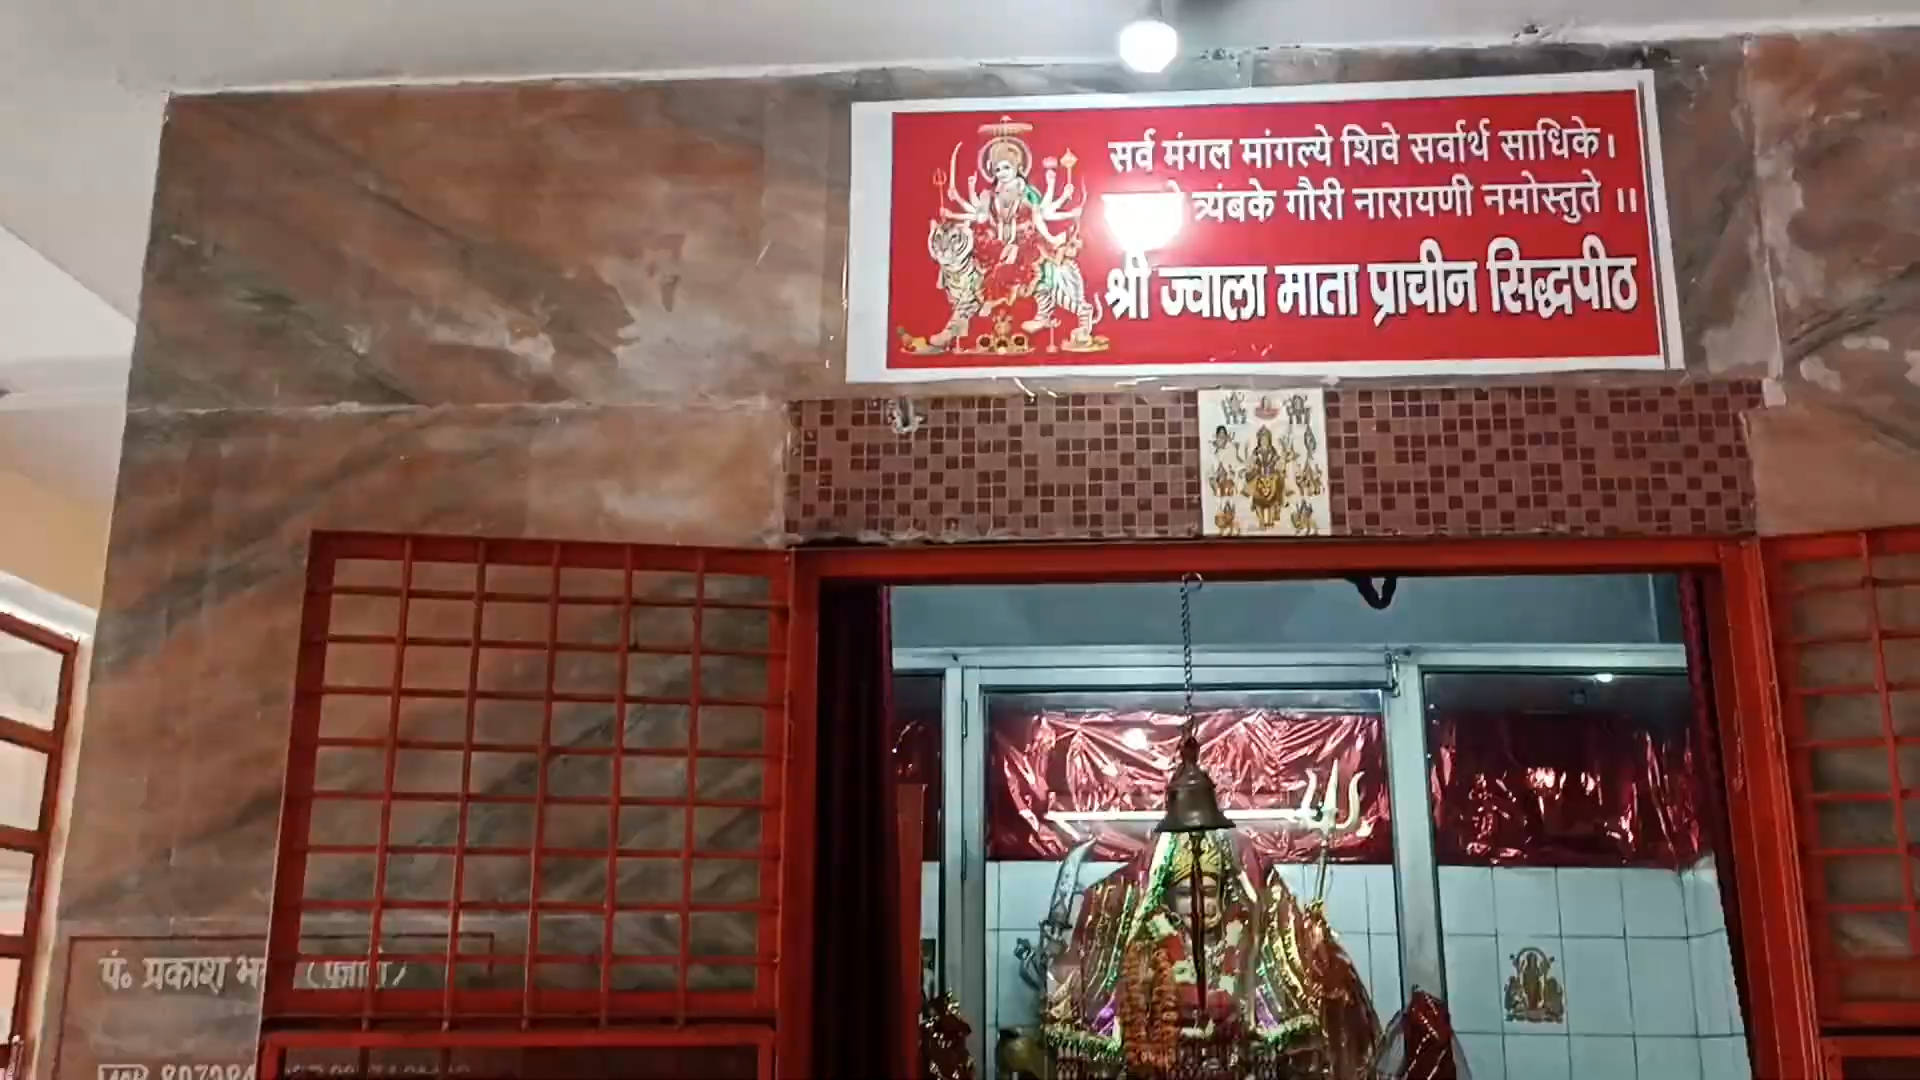 सर्व मंगल मांगल्ये शिवे सर्वार्थ साधिके।
त्र्यंबके गौरी नारायणी नमोस्तुते ।।
श्री ज्वाला माता प्राचीन सिद्धपीठ
पं० प्रकाश